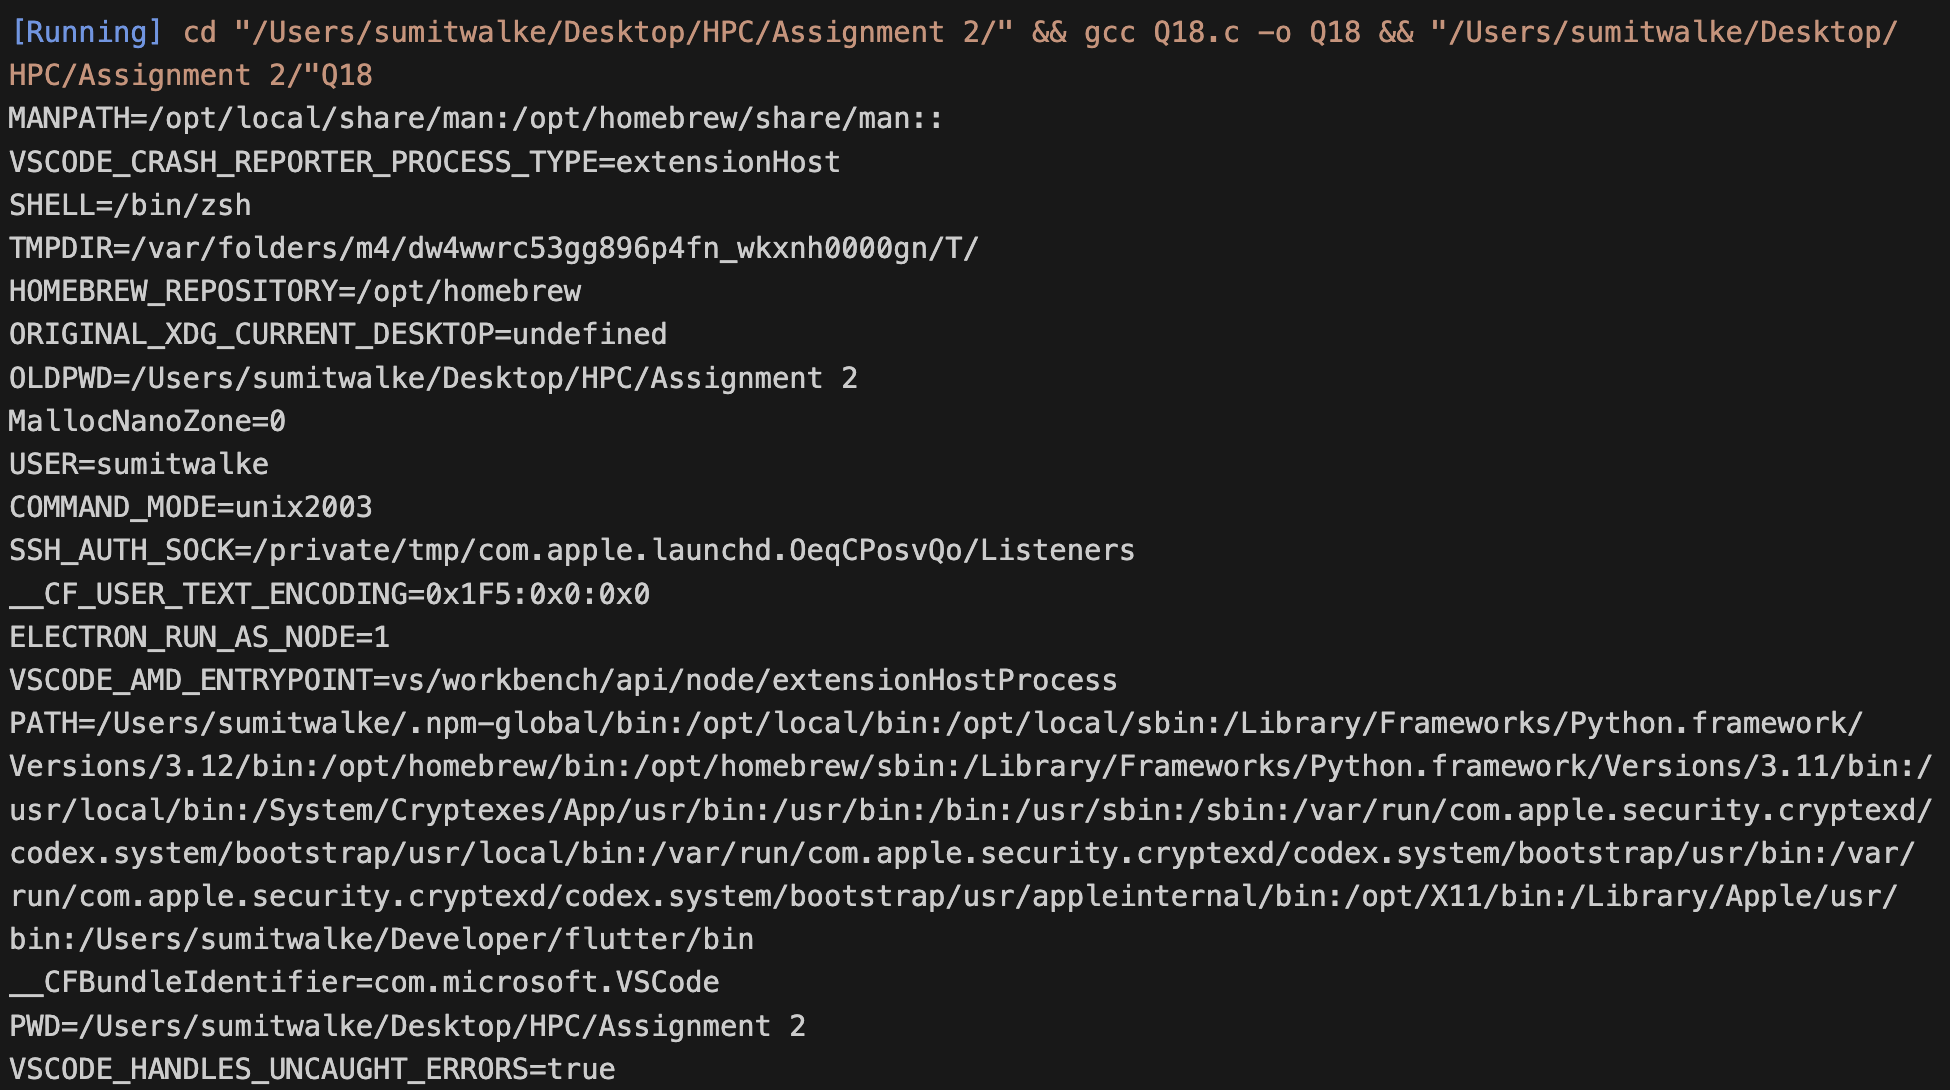 [Running] cd "/Users/sumitwalke/Desktop/HPC/Assignment 2/" && gcc Q18.c -o Q18 && "/Users/sumitwalke/Desktop/
HPC/Assignment 2/"Q18
MANPATH=/opt/local/share/man:/opt/homebrew/share/man::
VSCODE_CRASH_REPORTER_PROCESS_TYPE=extensionHost
SHELL=/bin/zsh
TMPDIR=/var/folders/m4/dw4wwrc53gg896p4fn_wkxnh0000gn/T/
HOMEBREW_REPOSITORY=/opt/homebrew
ORIGINAL_XDG_CURRENT_DESKTOP=undefined
OLDPWD=/Users/sumitwalke/Desktop/HPC/Assignment 2
MallocNanoZone=0
USER=sumitwalke
COMMAND_MODE=unix2003
SSH_AUTH_SOCK=/private/tmp/com.apple.launchd.OeqCPosvQo/Listeners
__CF_USER_TEXT_ENCODING=0x1F5:0x0:0x0
ELECTRON_RUN_AS_NODE=1
VSCODE_AMD_ENTRYPOINT=vs/workbench/api/node/extensionHostProcess
PATH=/Users/sumitwalke/.npm-global/bin:/opt/local/bin:/opt/local/sbin:/Library/Frameworks/Python.framework/
Versions/3.12/bin:/opt/homebrew/bin:/opt/homebrew/sbin:/Library/Frameworks/Python.framework/Versions/3.11/bin:/
usr/local/bin:/System/Cryptexes/App/usr/bin:/usr/bin:/bin:/usr/sbin:/sbin:/var/run/com.apple.security.cryptexd/
codex.system/bootstrap/usr/local/bin:/var/run/com.apple.security.cryptexd/codex.system/bootstrap/usr/bin:/var/
run/com.apple.security.cryptexd/codex.system/bootstrap/usr/appleinternal/bin:/opt/X11/bin:/Library/Apple/usr/
bin:/Users/sumitwalke/Developer/flutter/bin
__CFBundleIdentifier=com.microsoft.VSCode
PWD=/Users/sumitwalke/Desktop/HPC/Assignment 2
VSCODE_HANDLES_UNCAUGHT_ERRORS=true